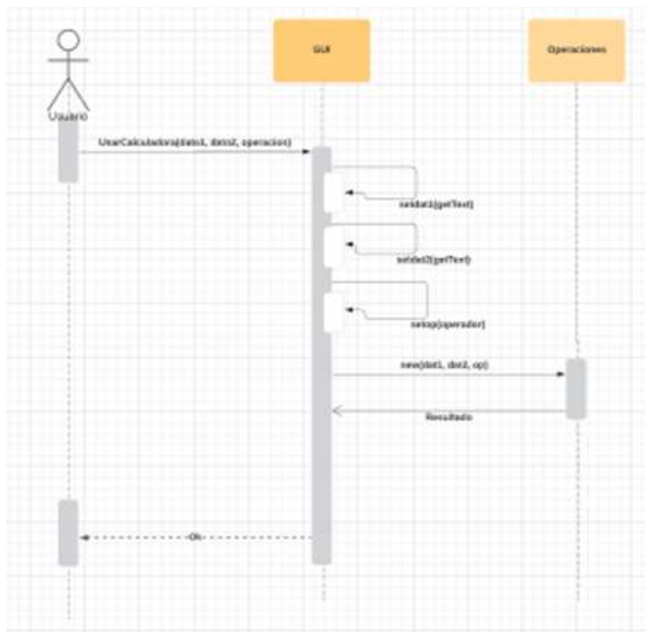 GUI
Operaciones
Usuario
UsarCalculadora(dato1, dato2, operacion)
setdat1(getText)
setdat2(getText)
setop(operador)
new(dat1, dat2, op)
Resultado
Ok